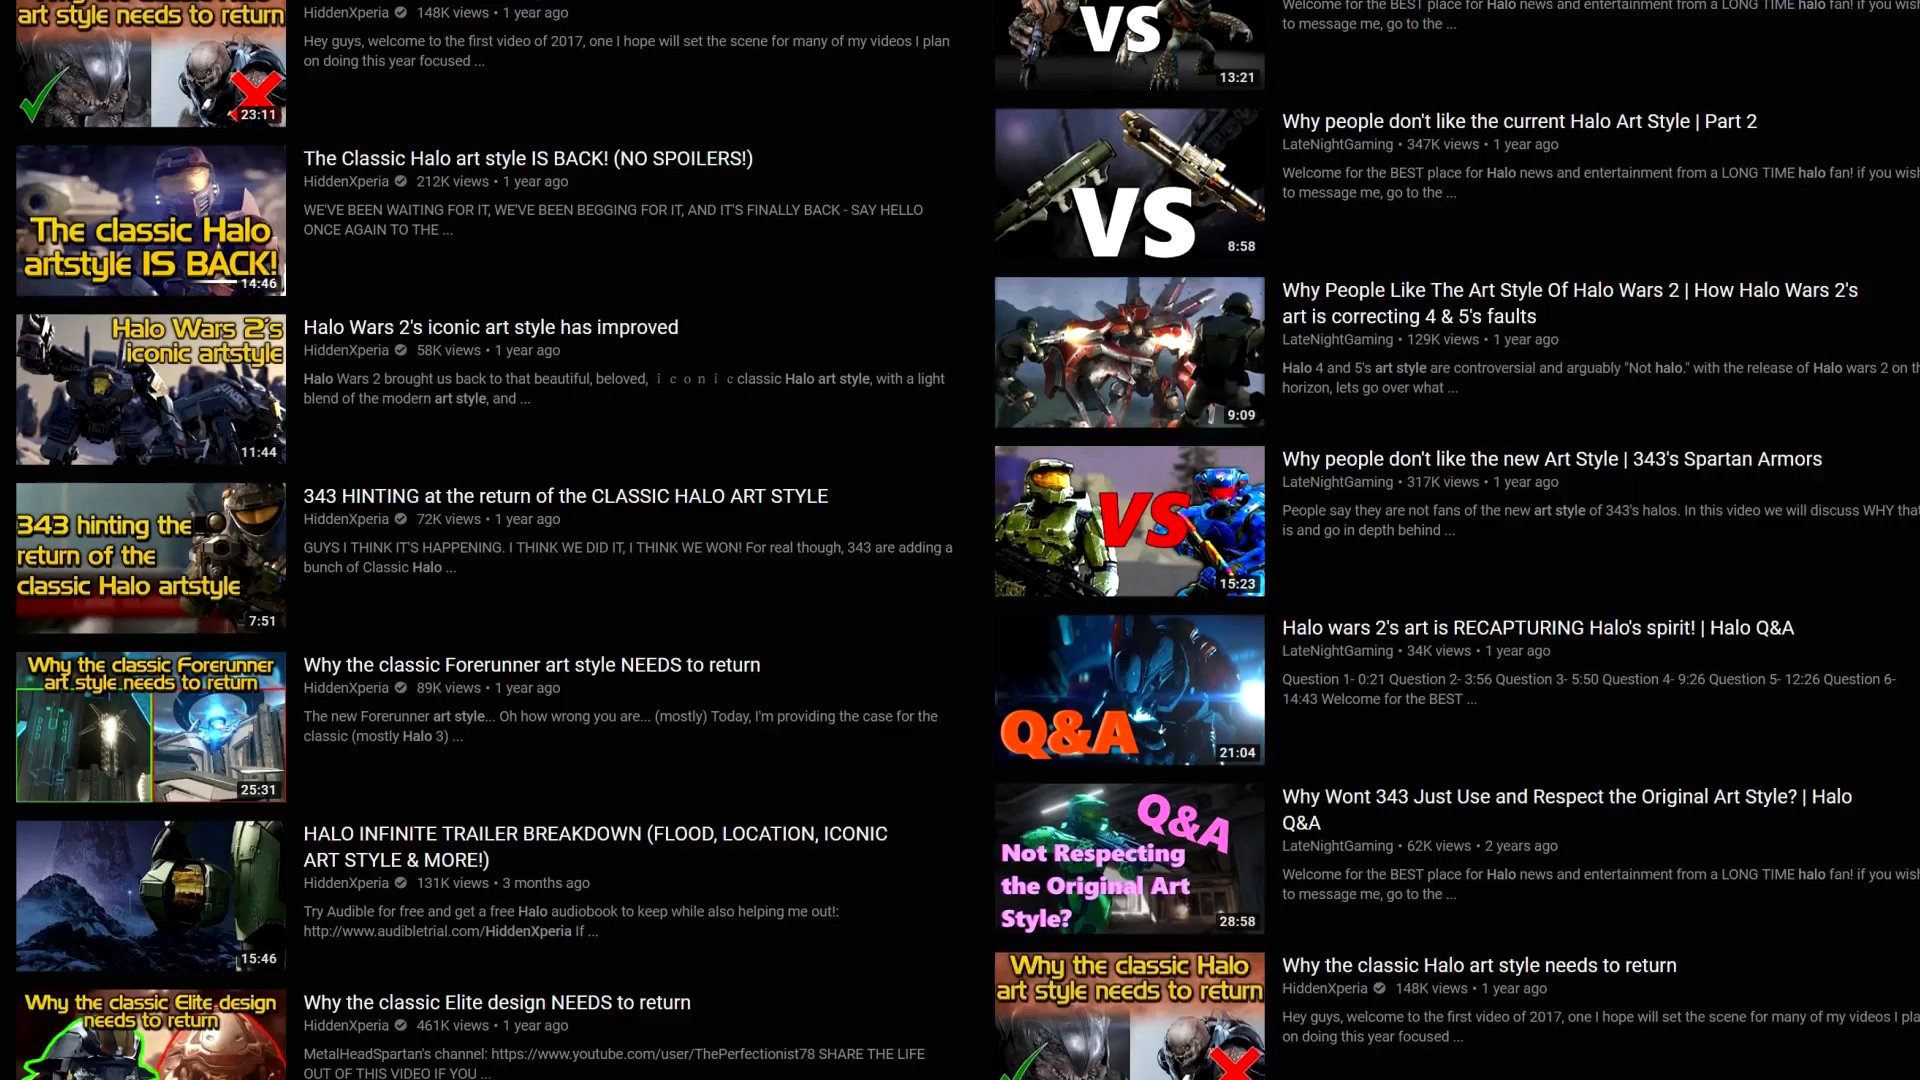 art style needs to return
23:11
HiddenXperia 148K views • 1 year ago
Hey guys, welcome to the first video of 2017, one I hope will set the scene for many of my videos I plan
on doing this year focused ...
The classic Halo
artstyle IS BACK!
14:46
The Classic Halo art style IS BACK! (NO SPOILERS!)
HiddenXperia 212K views • 1 year ago
WE'VE BEEN WAITING FOR IT, WE'VE BEEN BEGGING FOR IT, AND IT'S FINALLY BACK - SAY HELLO
ONCE AGAIN TO THE ...
Halo Wars 2's
iconic artstyle
11:44
Halo Wars 2's iconic art style has improved
HiddenXperia 58K views • 1 year ago
Halo Wars 2 brought us back to that beautiful, beloved, ｉｃｏｎｉｃ classic Halo art style, with a light
blend of the modern art style, and ...
343 hinting the
return of the
classic Halo artstyle
7:51
343 HINTING at the return of the CLASSIC HALO ART STYLE
HiddenXperia 72K views • 1 year ago
GUYS I THINK IT'S HAPPENING. I THINK WE DID IT, I THINK WE WON! For real though, 343 are adding a
bunch of Classic Halo ...
Why the classic Forerunner
art style needs to return
25:31
Why the classic Forerunner art style NEEDS to return
HiddenXperia 89K views • 1 year ago
The new Forerunner art style... Oh how wrong you are... (mostly) Today, I'm providing the case for the
classic (mostly Halo 3) ...
15:46
HALO INFINITE TRAILER BREAKDOWN (FLOOD, LOCATION, ICONIC
ART STYLE & MORE!)
HiddenXperia 131K views • 3 months ago
Try Audible for free and get a free Halo audiobook to keep while also helping me out!:
http://www.audibletrial.com/HiddenXperia If ...
Why the classic Elite design
needs to return
Why the classic Elite design NEEDS to return
HiddenXperia 461K views • 1 year ago
MetalHeadSpartan's channel: https://www.youtube.com/user/ThePerfectionist78 SHARE THE LIFE
OUT OF THIS VIDEO IF YOU ...
VS
13:21
Welcome for the BEST place for Halo news and entertainment from a LONG TIME halo fan! if you wish
to message me, go to the ...
VS
8:58
Why people don't like the current Halo Art Style | Part 2
LateNightGaming • 347K views • 1 year ago
Welcome for the BEST place for Halo news and entertainment from a LONG TIME halo fan! if you wish
to message me, go to the ...
9:09
Why People Like The Art Style Of Halo Wars 2 | How Halo Wars 2's
art is correcting 4 & 5's faults
LateNightGaming • 129K views • 1 year ago
Halo 4 and 5's art style are controversial and arguably "Not halo." with the release of Halo wars 2 on th
horizon, lets go over what ...
VS
15:23
Why people don't like the new Art Style | 343's Spartan Armors
LateNightGaming • 317K views • 1 year ago
People say they are not fans of the new art style of 343's halos. In this video we will discuss WHY that
is and go in depth behind ...
Q&A
21:04
Halo wars 2's art is RECAPTURING Halo's spirit! | Halo Q&A
LateNightGaming • 34K views • 1 year ago
Question 1- 0:21 Question 2- 3:56 Question 3- 5:50 Question 4- 9:26 Question 5- 12:26 Question 6-
14:43 Welcome for the BEST ...
Q&A
Not Respecting
the Original Art
Style?
28:58
Why Wont 343 Just Use and Respect the Original Art Style? | Halo
Q&A
LateNightGaming • 62K views • 2 years ago
Welcome for the BEST place for Halo news and entertainment from a LONG TIME halo fan! if you wish
to message me, go to the ...
Why the classic Halo
art style needs to return
Why the classic Halo art style needs to return
HiddenXperia 148K views • 1 year ago
Hey guys, welcome to the first video of 2017, one I hope will set the scene for many of my videos I pla
on doing this year focused ...